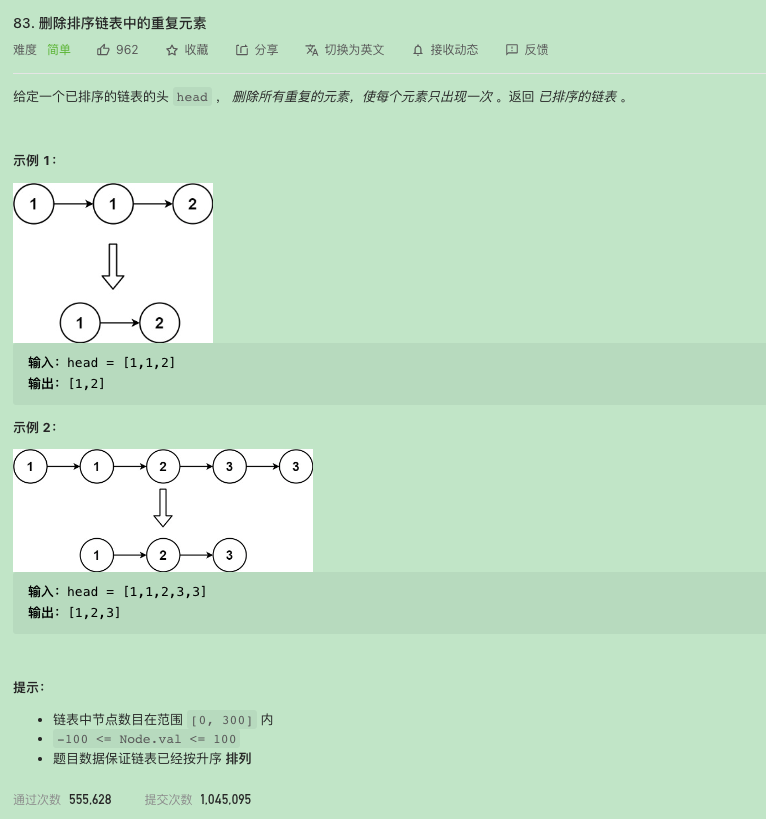 83. 删除排序链表中的重复元素
难度 简单 962 收藏 分享 切换为英文 接收动态 反馈
给定一个已排序的链表的头 head ， 删除所有重复的元素，使每个元素只出现一次 。返回 已排序的链表 。
示例 1：
1 1 2
1 2
输入：head = [1,1,2]
输出：[1,2]
示例 2：
1 1 2 3 3
1 2 3
输入：head = [1,1,2,3,3]
输出：[1,2,3]
提示：
链表中节点数目在范围 [0, 300] 内
-100 <= Node.val <= 100
题目数据保证链表已经按升序 排列
通过次数 555,628 提交次数 1,045,095